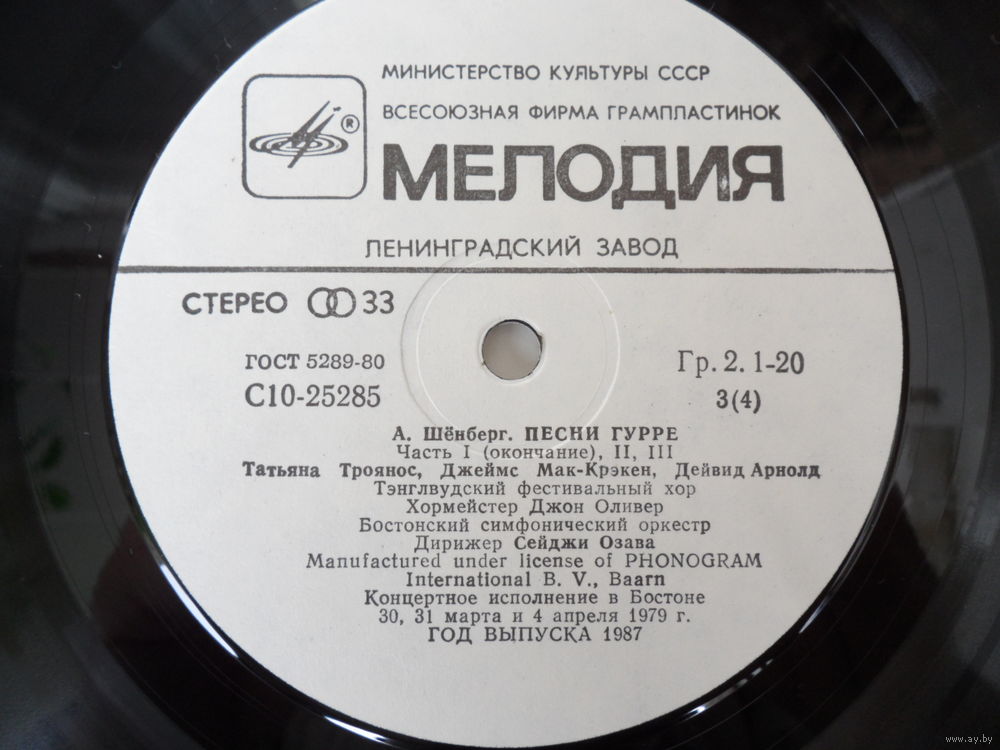 МИНИСТЕРСТВО КУЛЬТУРЫ СССР
ВСЕСОЮЗНАЯ ФИРМА ГРАМПЛАСТИНОК
®
МЕЛОДИЯ
ЛЕНИНГРАДСКИЙ ЗАВОД
СТЕРЕО 33
ГОСТ 5289-80 Гр. 2. 1-20
С10-25285 3(4)
А. Шёнберг. ПЕСНИ ГУРРЕ
Часть I (окончание), II, III
Татьяна Троянос, Джеймс Мак-Крэкен, Дейвид Арнолд
Тэнглвудский фестивальный хор
Хормейстер Джон Оливер
Бостонский симфонический оркестр
Дирижер Сейджи Озава
Manufactured under license of PHONOGRAM
International B. V., Baarn
Концертное исполнение в Бостоне
30, 31 марта и 4 апреля 1979 г.
ГОД ВЫПУСКА 1987
www.ay.by